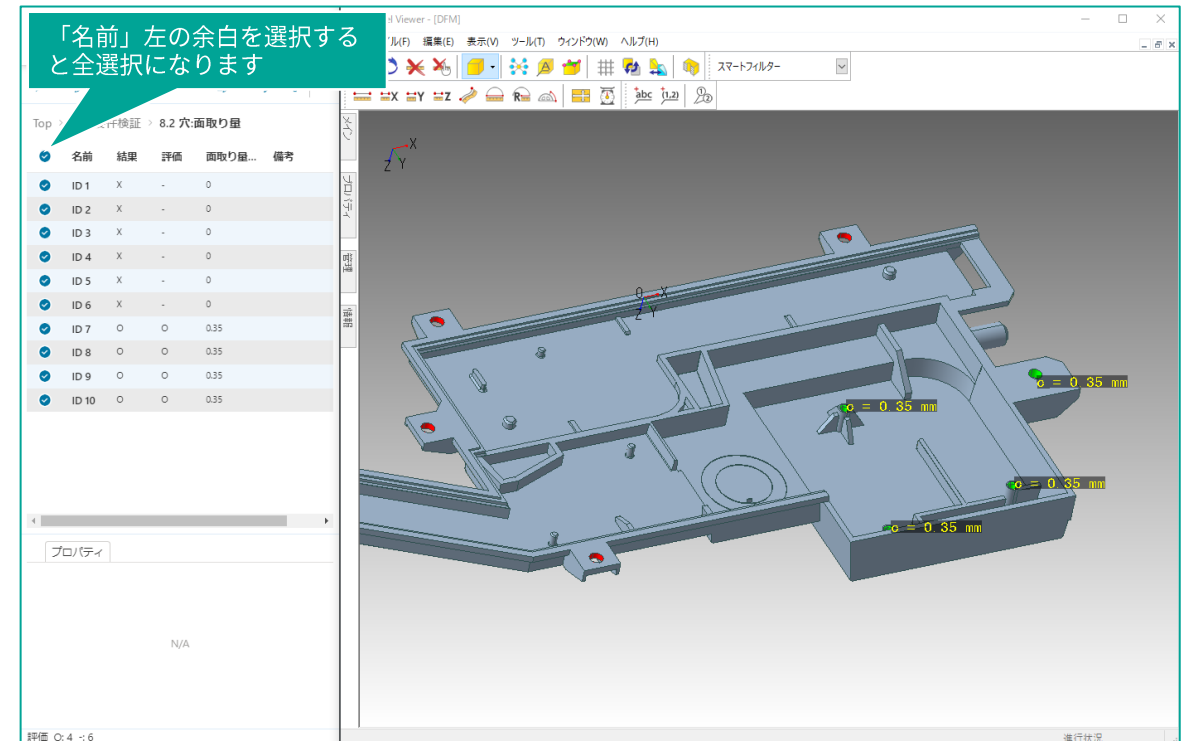 「名前」左の余白を選択する
と全選択になります
el Viewer - [DFM]
ル(F) 編集(E) 表示(V) ツール(T) ウィンドウ(W) ヘルプ(H)
スマートフィルター
X Y Z R abc (1,2)
Top > 件検証 > 8.2 穴:面取り量
名前 結果 評価 面取り量... 備考
ID 1 X - 0
ID 2 X - 0
ID 3 X - 0
ID 4 X - 0
ID 5 X - 0
ID 6 X - 0
ID 7 O O 0.35
ID 8 O O 0.35
ID 9 O O 0.35
ID 10 O O 0.35
プロパティ
N/A
評価 O: 4 -: 6
メイン
プロパティ
管理
情報
X
Z Y
O X
Z Y
c = 0.35 mm
c = 0.35 mm
c = 0.35 mm
c = 0.35 mm
進行状況